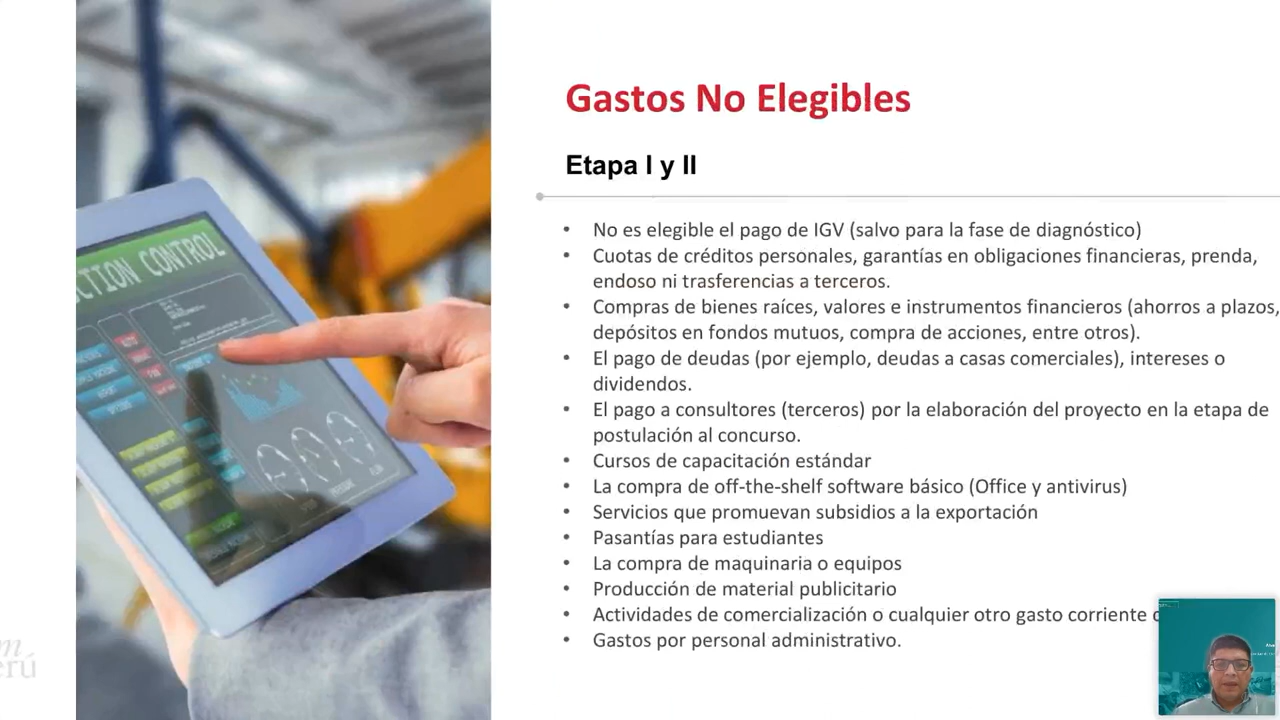 Gastos No Elegibles
Etapa I y II
• No es elegible el pago de IGV (salvo para la fase de diagnóstico)
• Cuotas de créditos personales, garantías en obligaciones financieras, prenda,
endoso ni trasferencias a terceros.
• Compras de bienes raíces, valores e instrumentos financieros (ahorros a plazos,
depósitos en fondos mutuos, compra de acciones, entre otros).
• El pago de deudas (por ejemplo, deudas a casas comerciales), intereses o
dividendos.
• El pago a consultores (terceros) por la elaboración del proyecto en la etapa de
postulación al concurso.
• Cursos de capacitación estándar
• La compra de off-the-shelf software básico (Office y antivirus)
• Servicios que promuevan subsidios a la exportación
• Pasantías para estudiantes
• La compra de maquinaria o equipos
• Producción de material publicitario
• Actividades de comercialización o cualquier otro gasto corriente
• Gastos por personal administrativo.
CTION CONTROL